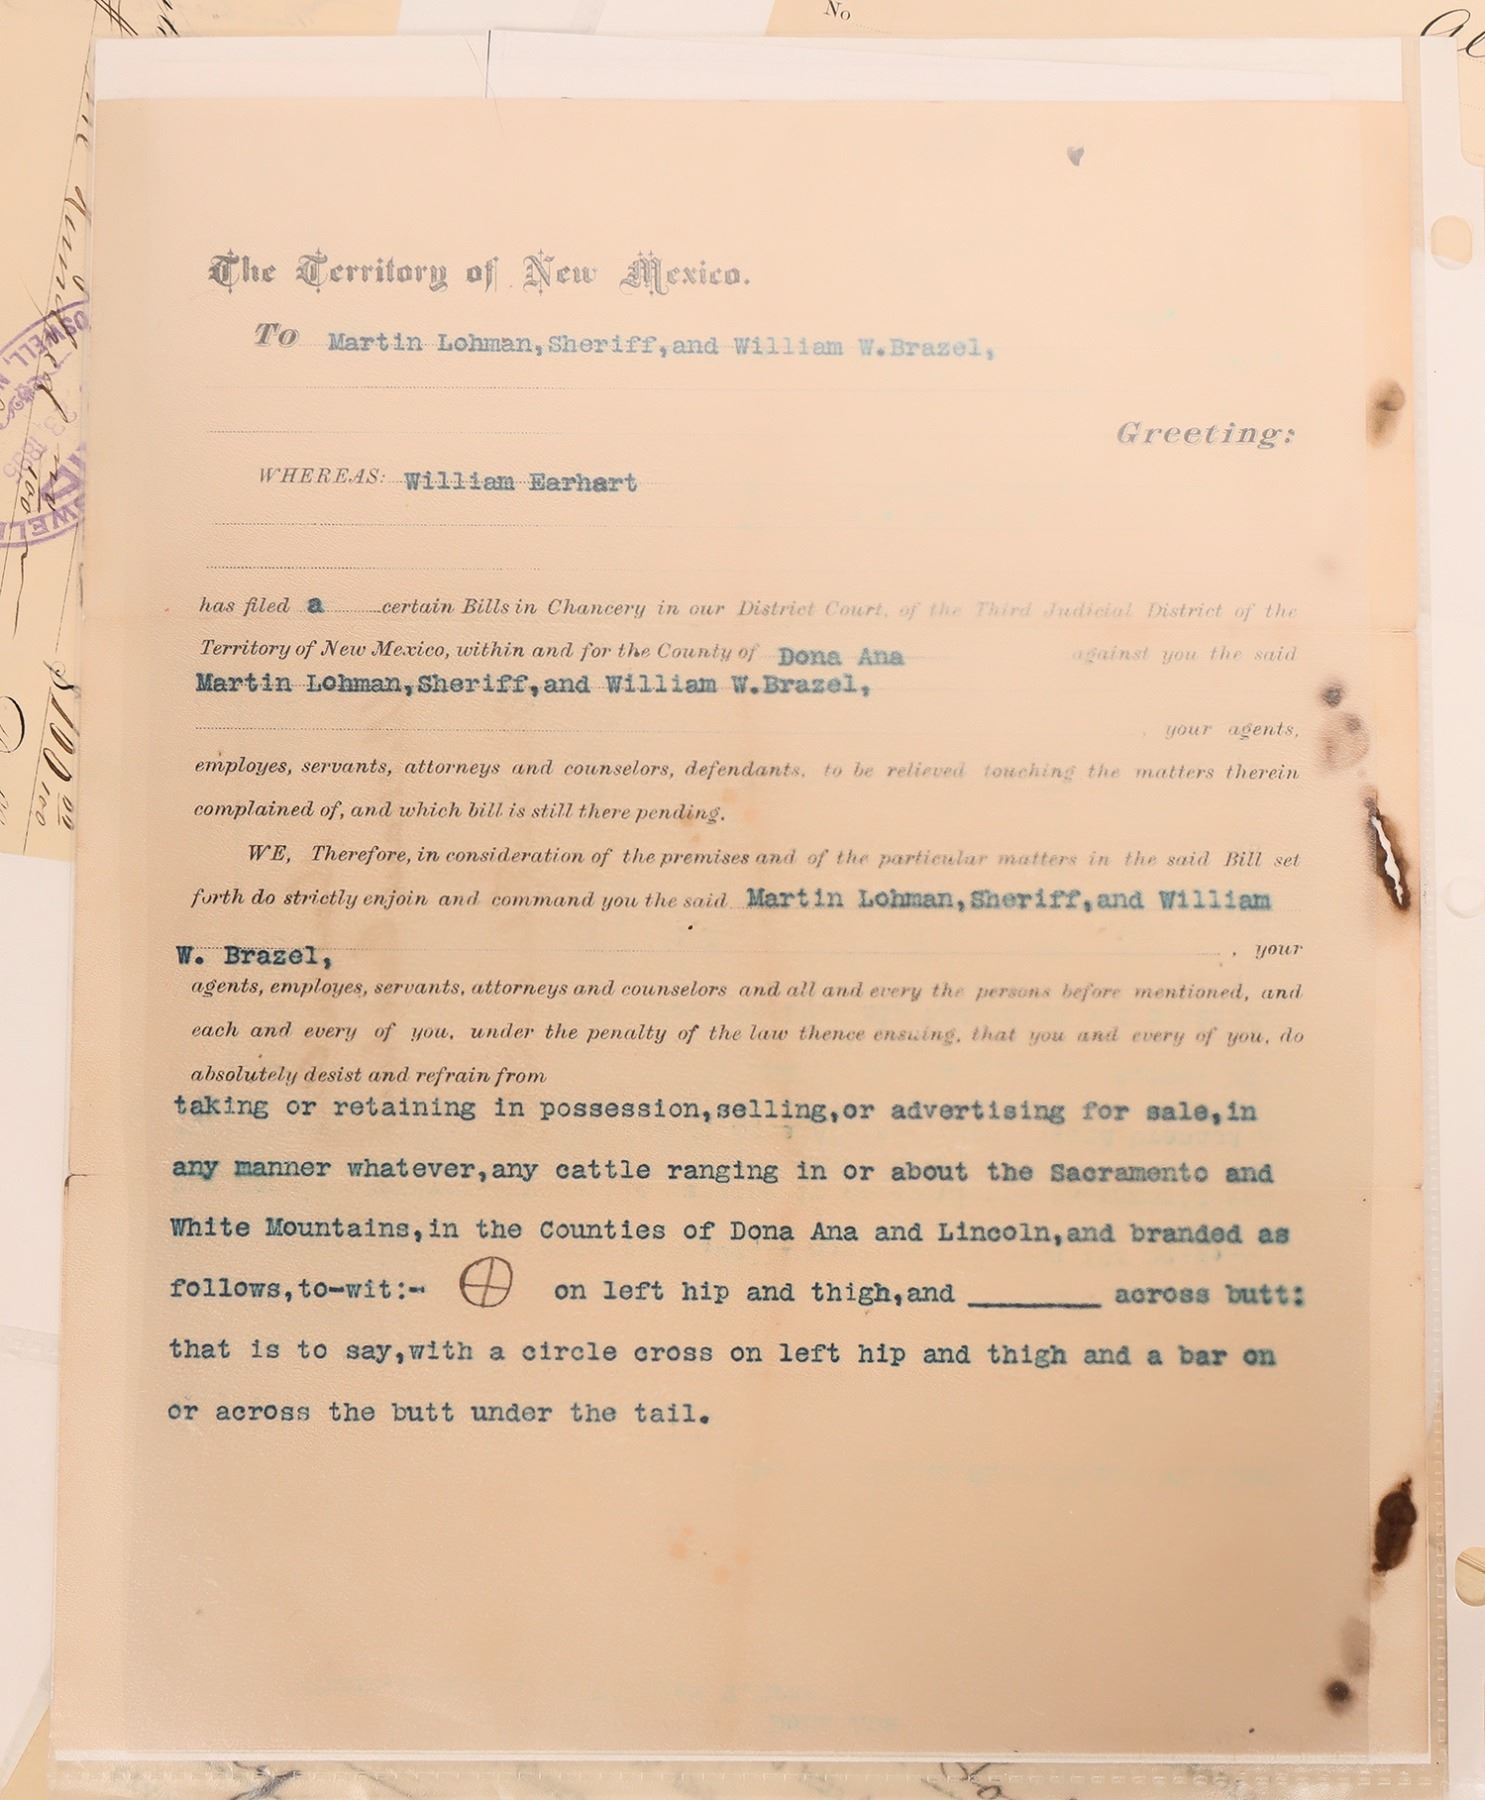 No
The Territory of New Mexico.
To Martin Lohman,Sheriff,and William W.Brazel,
Greeting:
WHEREAS: William Earhart
has filed a certain Bills in Chancery in our District Court, of the Third Judicial District of the
Territory of New Mexico, within and for the County of Dona Ana against you the said
Martin Lohman,Sheriff,and William W.Brazel,
, your agents,
employes, servants, attorneys and counselors, defendants, to be relieved touching the matters therein
complained of, and which bill is still there pending.
WE, Therefore, in consideration of the premises and of the particular matters in the said Bill set
forth do strictly enjoin and command you the said Martin Lohman,Sheriff,and William
W. Brazel, , your
agents, employes, servants, attorneys and counselors and all and every the persons before mentioned, and
each and every of you, under the penalty of the law thence ensuing, that you and every of you, do
absolutely desist and refrain from
taking or retaining in possession,selling,or advertising for sale,in
any manner whatever,any cattle ranging in or about the Sacramento and
White Mountains,in the Counties of Dona Ana and Lincoln,and branded as
follows,to-wit:- on left hip and thigh,and ________ across butt:
that is to say,with a circle cross on left hip and thigh and a bar on
or across the butt under the tail.
$100 00/100